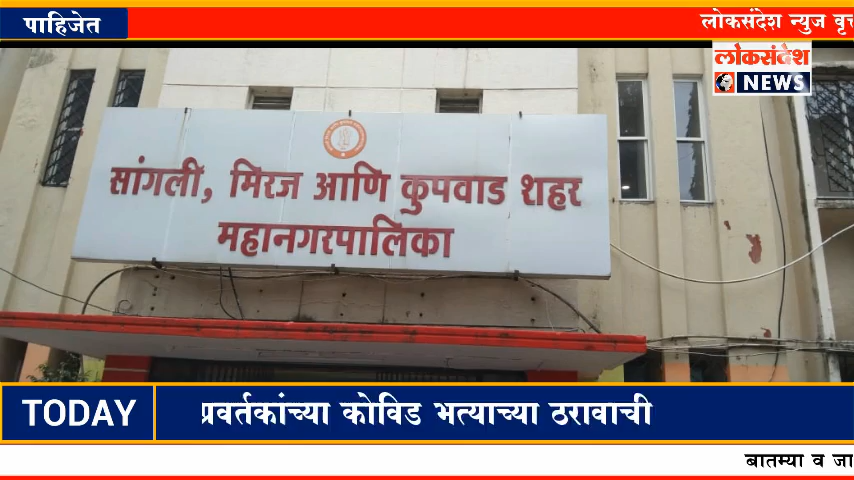 पाहिजेत
लोकसंदेश न्युज वृत्त
लोकसंदेश
NEWS
सांगली, मिरज आणि कुपवाड शहर
महानगरपालिका
TODAY
प्रवर्तकांच्या कोविड भत्याच्या ठरावाची
बातम्या व जा